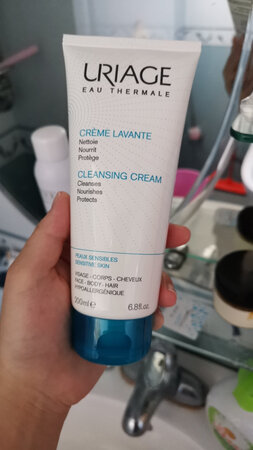 URIAGE
EAU THERMALE
CRÈME LAVANTE
Nettoie
Nourrit
Protège
CLEANSING CREAM
Cleanses
Nourishes
Protects
PEAUX SENSIBLES
SENSITIVE SKIN
VISAGE - CORPS - CHEVEUX
FACE - BODY - HAIR
HYPOALLERGÉNIQUE
200ml e 6.8fl.oz.